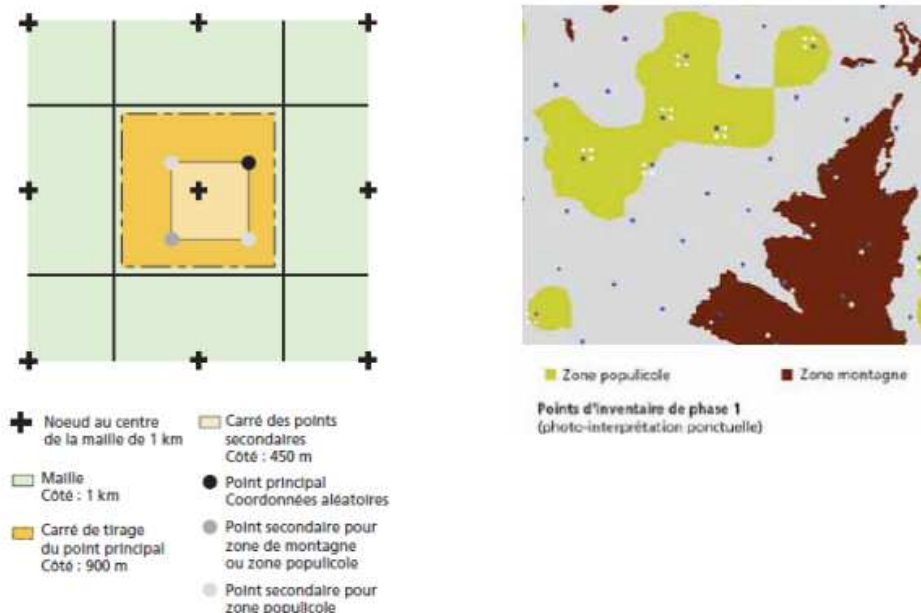 Noeud au centre
de la maille de 1 km
Maille
Côté : 1 km
Carré de tirage
du point principal
Côté : 900 m
Carré des points
secondaires
Côté : 450 m
Point principal
Coordonnées aléatoires
Point secondaire pour
zone de montagne
ou zone populicole
Point secondaire pour
zone populicole
Zone populicole
Zone montagne
Points d'inventaire de phase 1
(photo-interprétation ponctuelle)